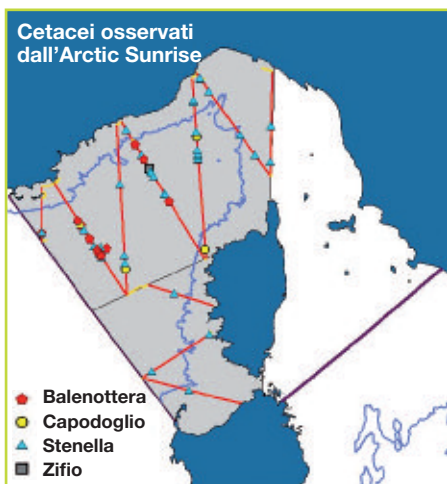 Cetacei osservati
dall'Arctic Sunrise
Balenottera
Capodoglio
Stenella
Zifio